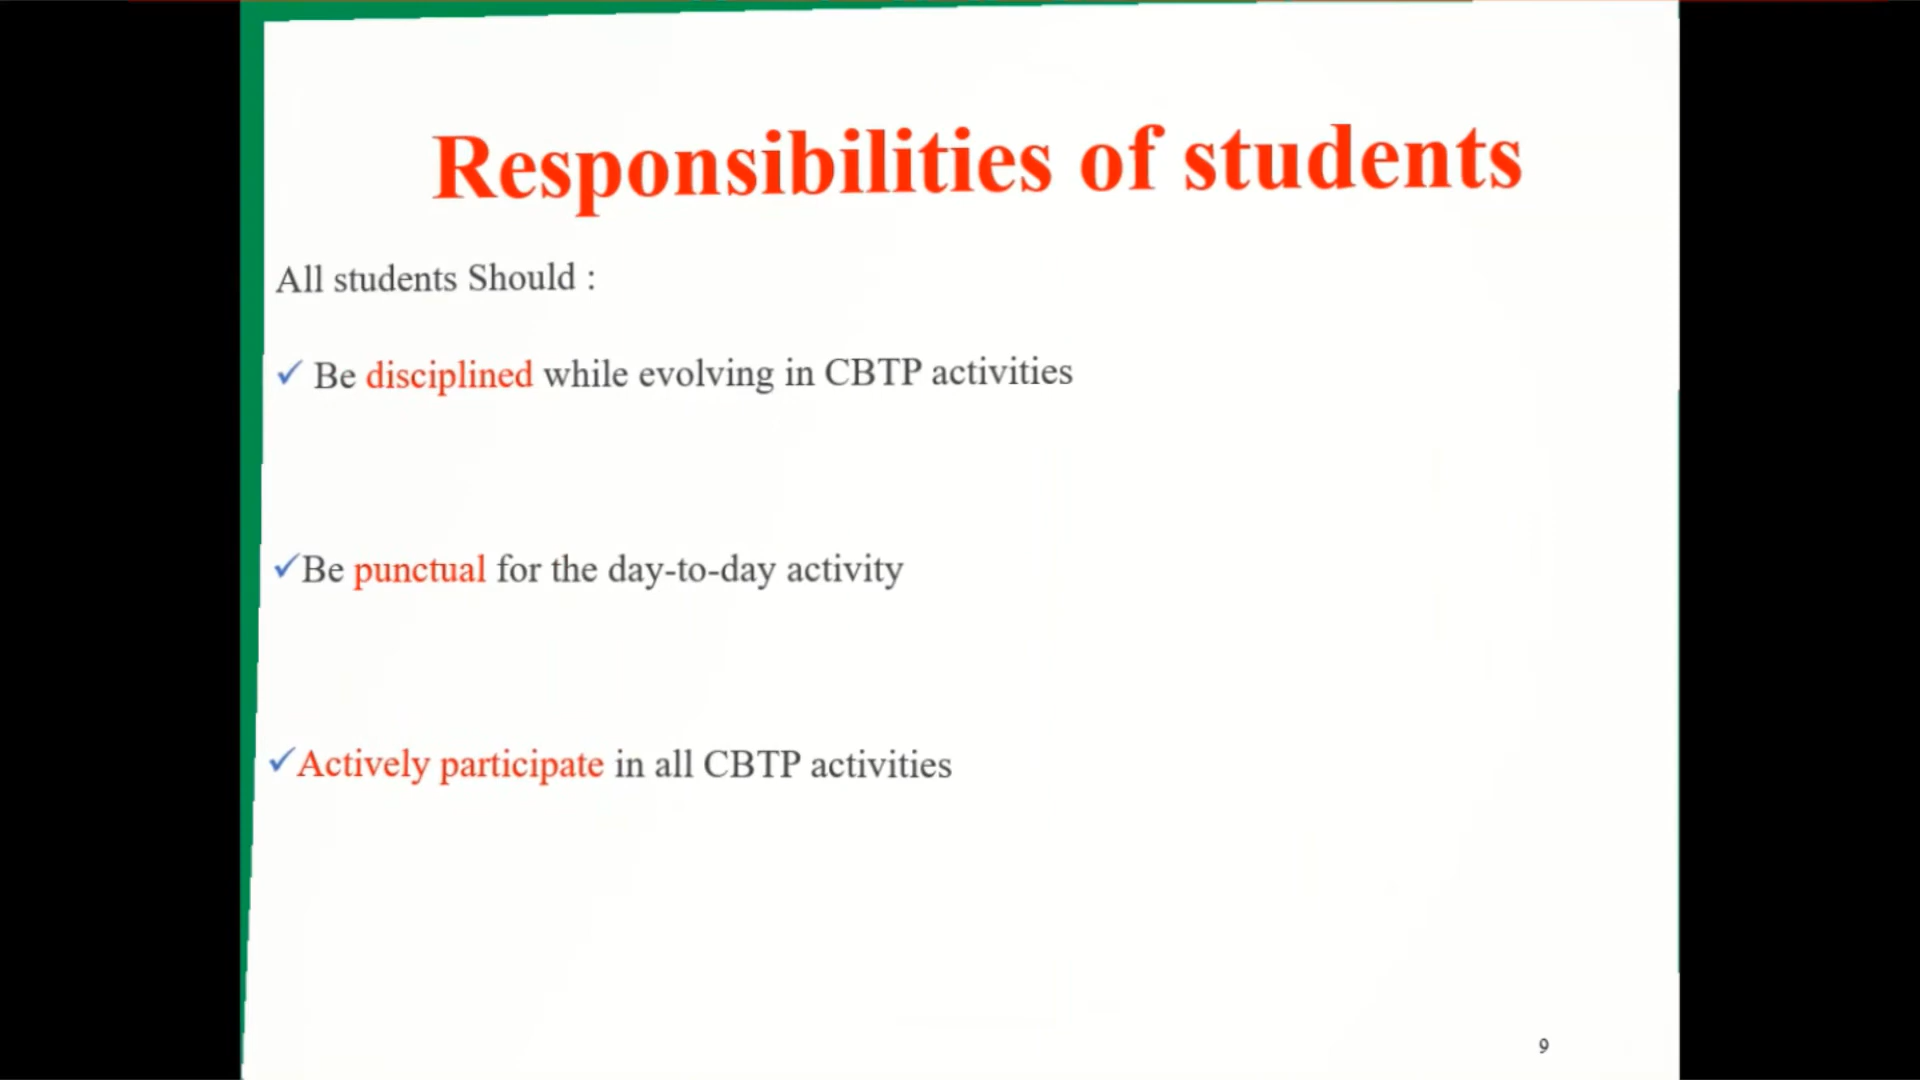 Responsibilities of students
All students Should :
✓ Be disciplined while evolving in CBTP activities
✓Be punctual for the day-to-day activity
✓Actively participate in all CBTP activities
9